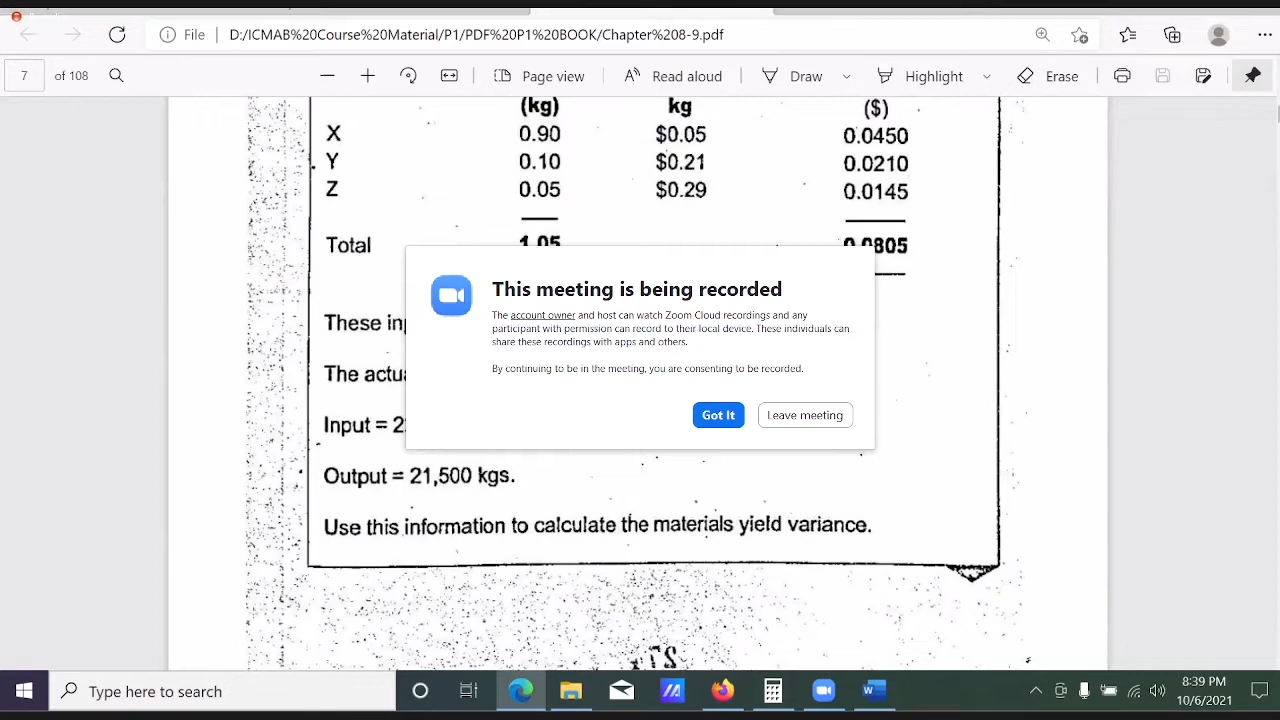 File D:/ICMAB%20Course%20Material/P1/PDF%20P1%20BOOK/Chapter%208-9.pdf
7 of 108 Page view Read aloud Draw Highlight Erase
(kg) kg ($)
X 0.90 $0.05 0.0450
Y 0.10 $0.21 0.0210
Z 0.05 $0.29 0.0145
Total 1.05 0.0805
This meeting is being recorded
The account owner and host can watch Zoom Cloud recordings and any
participant with permission can record to their local device. These individuals can
share these recordings with apps and others.
By continuing to be in the meeting, you are consenting to be recorded.
Got It Leave meeting
These
The
Input = 2
Output = 21,500 kgs.
Use this information to calculate the materials yield variance.
Type here to search
8:39 PM
10/6/2021